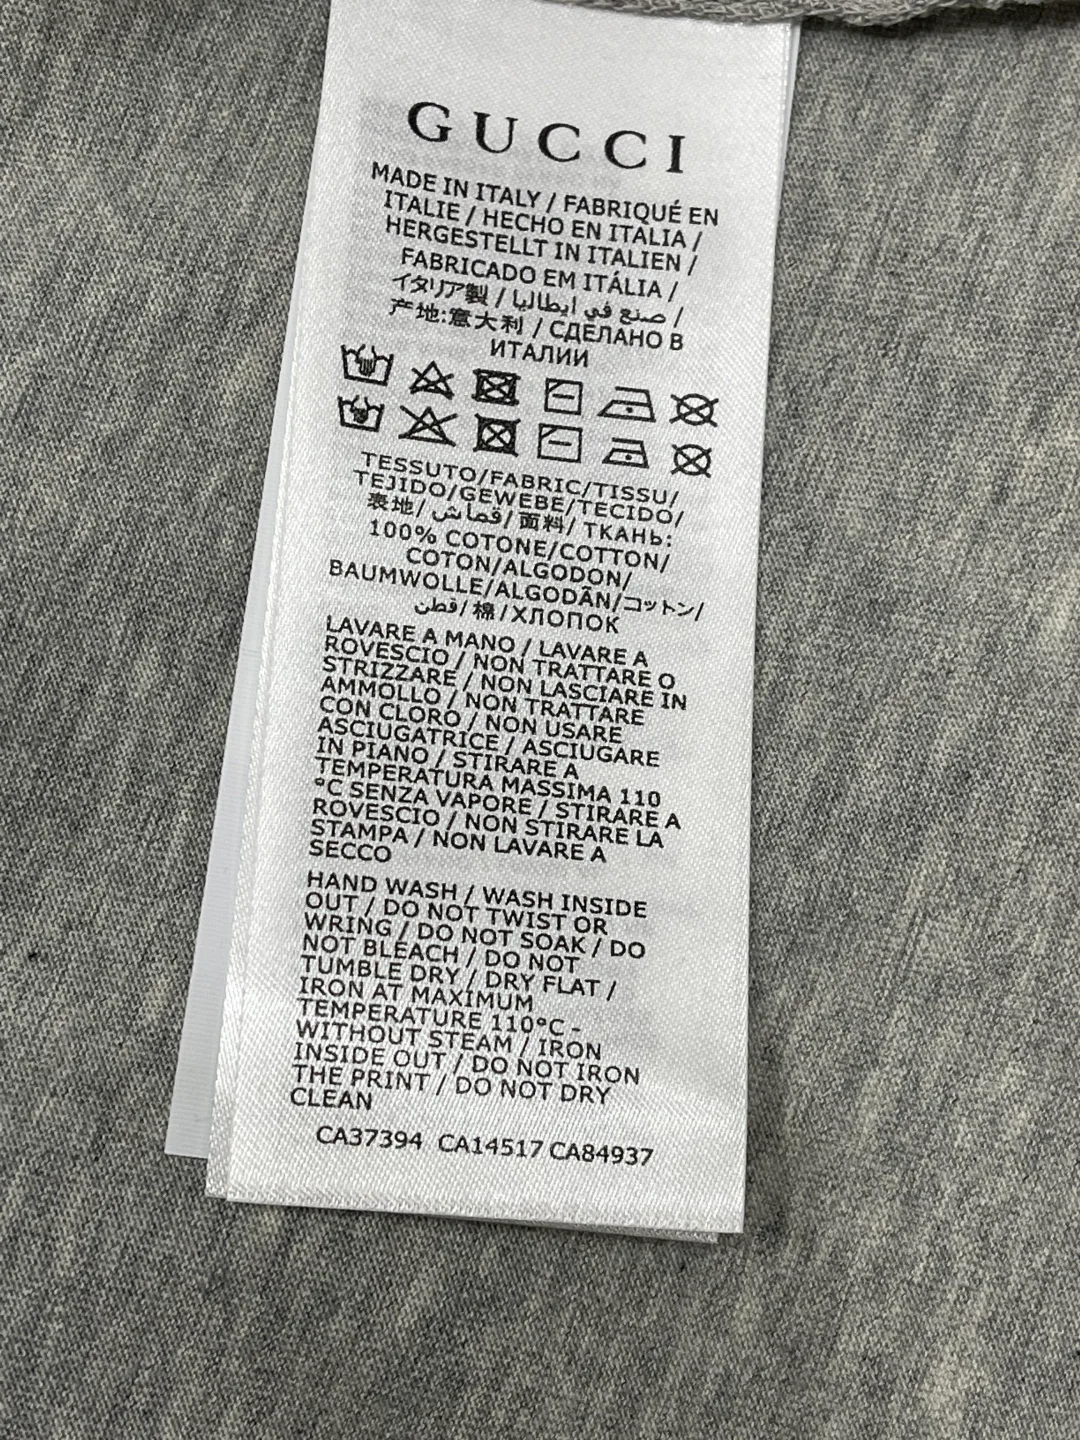 GUCCI
MADE IN ITALY / FABRIQUÉ EN
ITALIE / HECHO EN ITALIA /
HERGESTELLT IN ITALIEN /
FABRICADO EM ITÁLIA /
イタリア製 / صنع في ايطاليا /
产地:意大利 / СДЕЛАНО В
ИТАЛИИ
TESSUTO/FABRIC/TISSU/
TEJIDO/GEWEBE/TECIDO/
表地/قماش/面料/ТКАНЬ:
100% COTONE/COTTON/
COTON/ALGODON/
BAUMWOLLE/ALGODÃN/コットン/
قطن/棉/ХЛОПОК
LAVARE A MANO / LAVARE A
ROVESCIO / NON TRATTARE O
STRIZZARE / NON LASCIARE IN
AMMOLLO / NON TRATTARE
CON CLORO / NON USARE
ASCIUGATRICE / ASCIUGARE
IN PIANO / STIRARE A
TEMPERATURA MASSIMA 110
°C SENZA VAPORE / STIRARE A
ROVESCIO / NON STIRARE LA
STAMPA / NON LAVARE A
SECCO
HAND WASH / WASH INSIDE
OUT / DO NOT TWIST OR
WRING / DO NOT SOAK / DO
NOT BLEACH / DO NOT
TUMBLE DRY / DRY FLAT /
IRON AT MAXIMUM
TEMPERATURE 110°C -
WITHOUT STEAM / IRON
INSIDE OUT / DO NOT IRON
THE PRINT / DO NOT DRY
CLEAN
CA37394 CA14517 CA84937